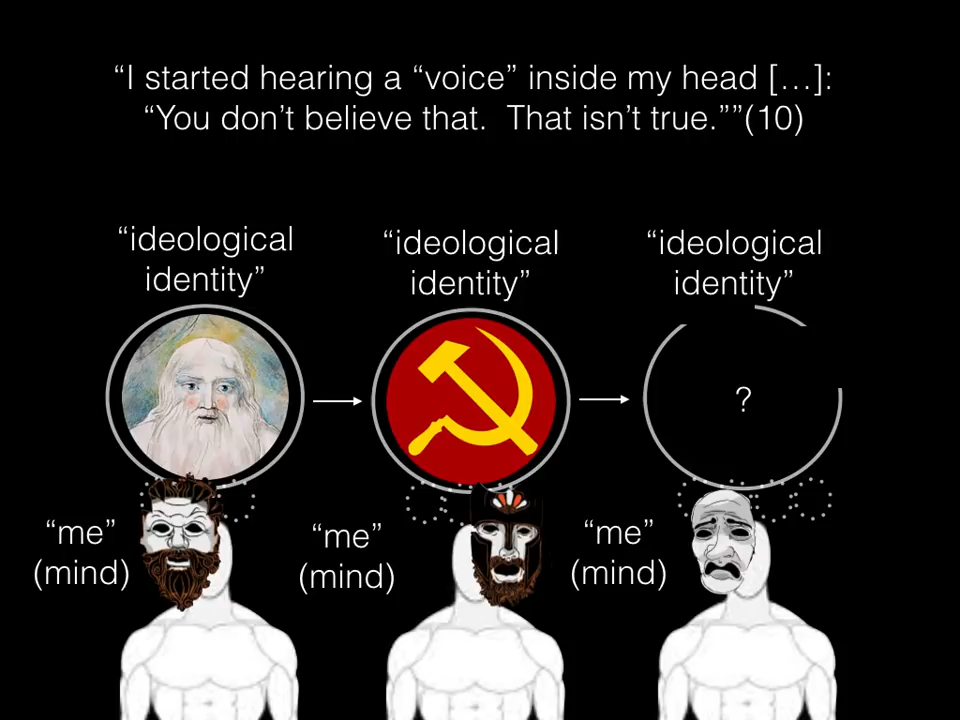 “I started hearing a “voice” inside my head […]:
“You don’t believe that.  That isn’t true.””(10)
“ideological
identity”
“ideological
identity”
“ideological
identity”
?
“me”
(mind)
“me”
(mind)
“me”
(mind)